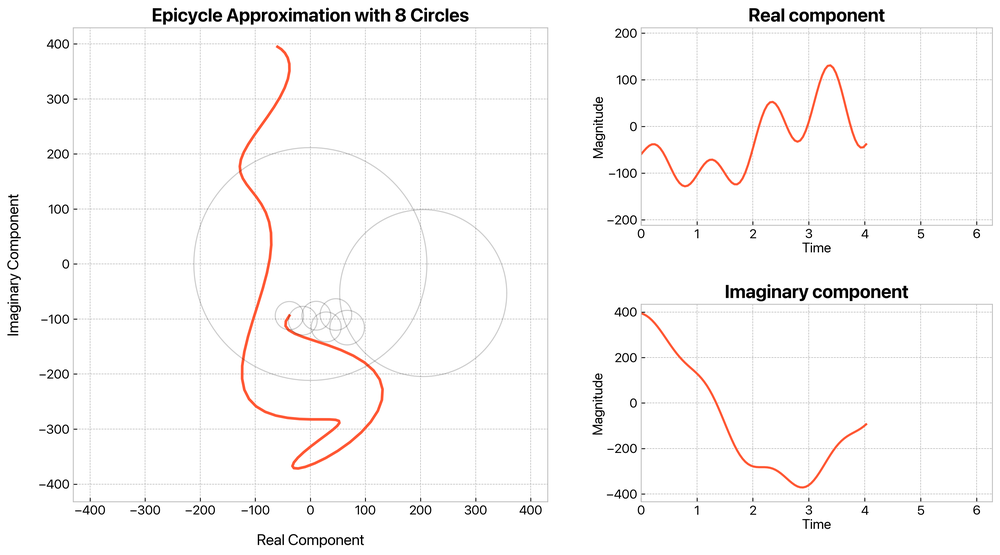 Epicycle Approximation with 8 Circles
400
300
200
100
0
−100
−200
−300
−400
−400 −300 −200 −100 0 100 200 300 400
Imaginary Component
Real Component
Real component
200
100
0
−100
−200
0 1 2 3 4 5 6
Magnitude
Time
Imaginary component
400
200
0
−200
−400
0 1 2 3 4 5 6
Magnitude
Time